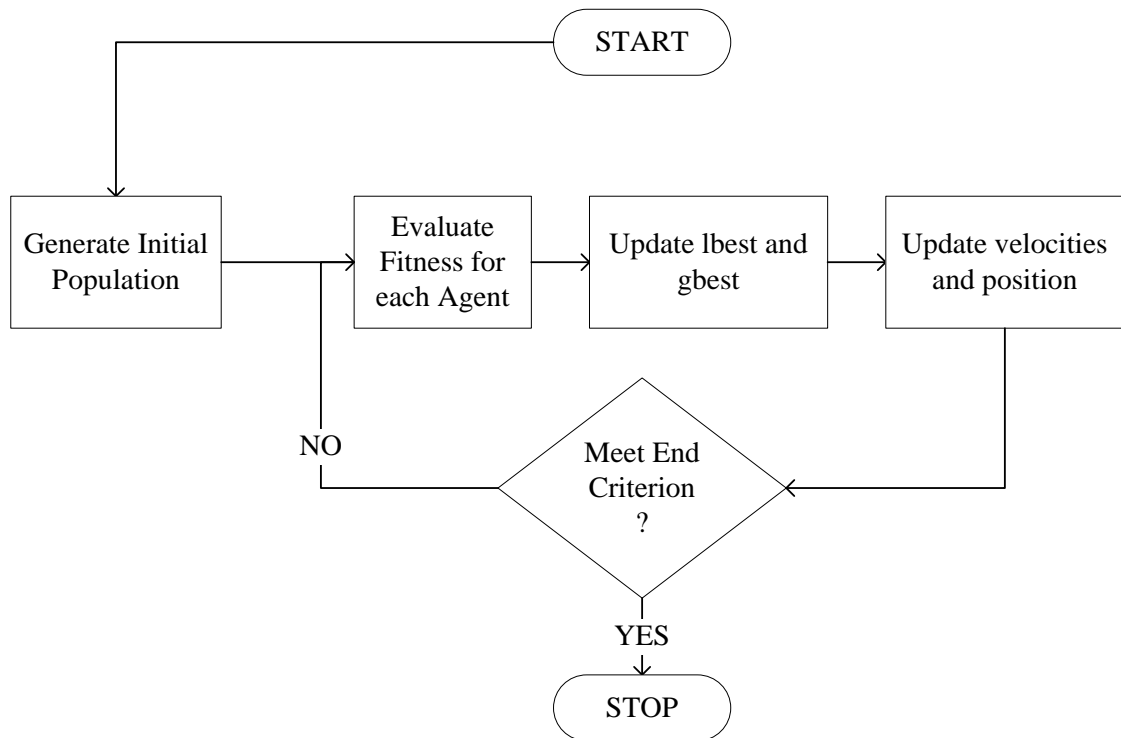 START
Generate Initial
Population
Evaluate
Fitness for
each Agent
Update lbest and
gbest
Update velocities
and position
NO
Meet End
Criterion
?
YES
STOP